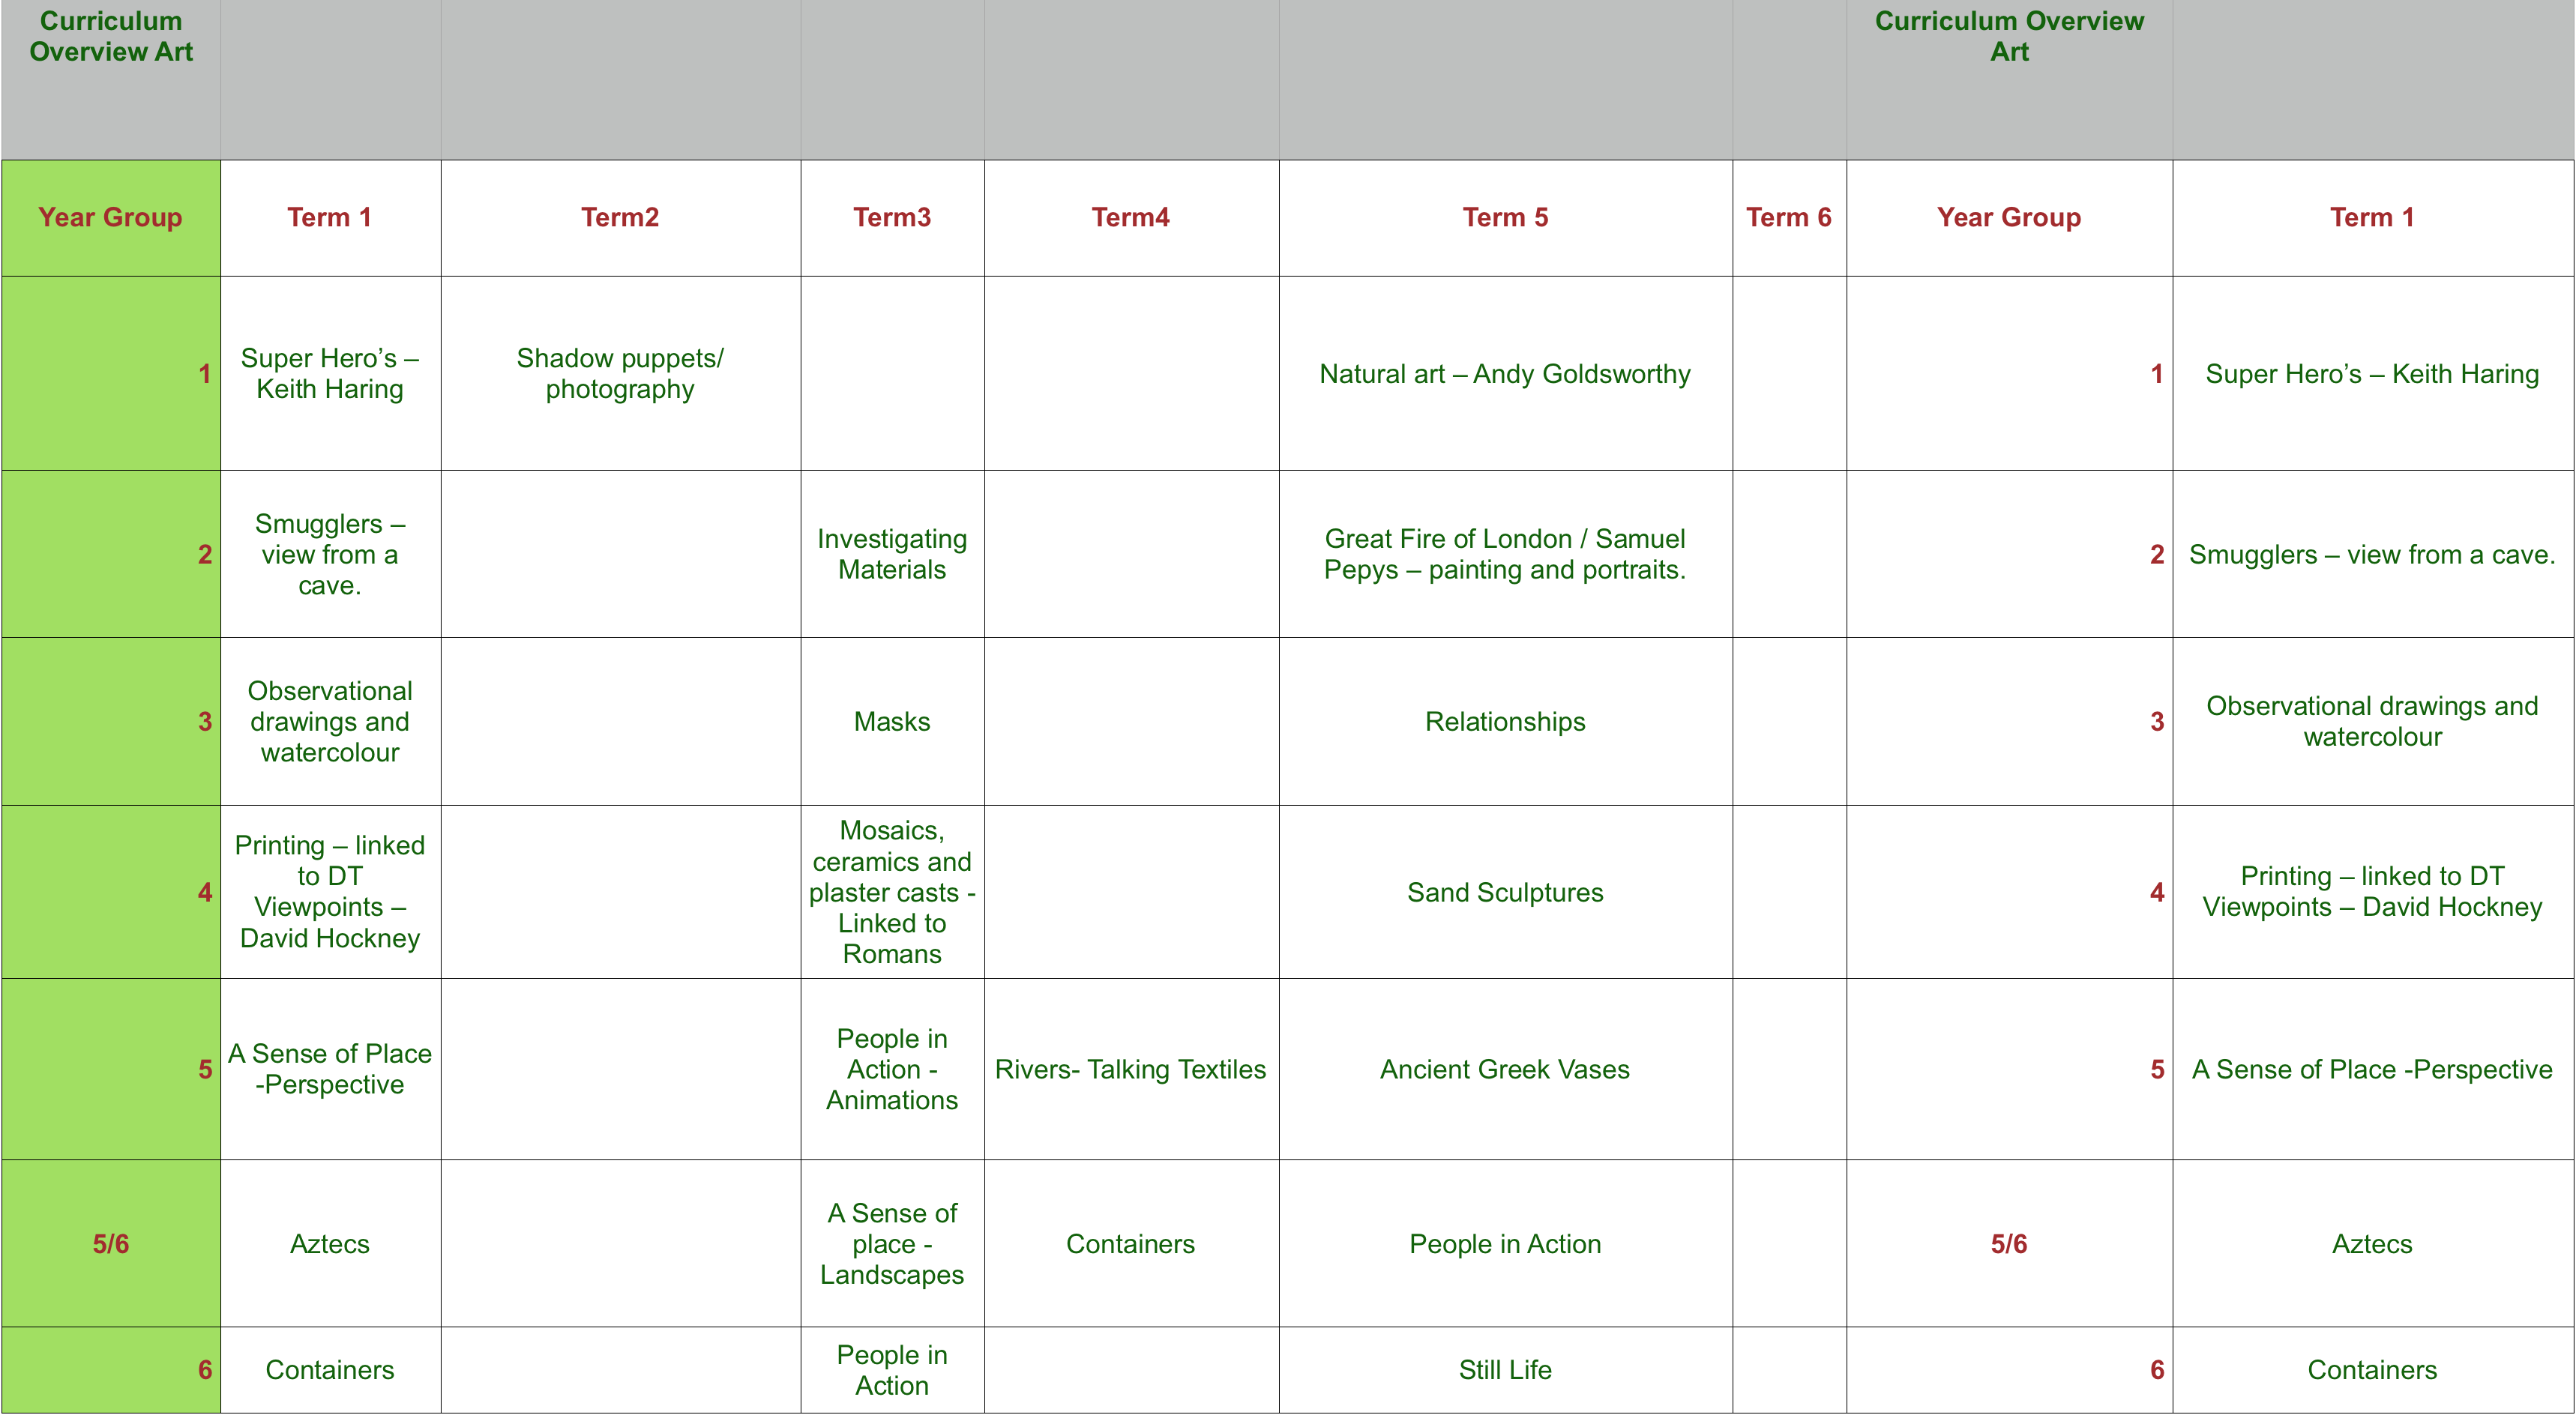 Curriculum
Overview Art
Curriculum Overview
Art
Year Group
Term 1
Term2
Term3
Term4
Term 5
Term 6
Year Group
Term 1
1
Super Hero’s –
Keith Haring
Shadow puppets/
photography
Natural art – Andy Goldsworthy
1
Super Hero’s – Keith Haring
2
Smugglers –
view from a
cave.
Investigating
Materials
Great Fire of London / Samuel
Pepys – painting and portraits.
2
Smugglers – view from a cave.
3
Observational
drawings and
watercolour
Masks
Relationships
3
Observational drawings and
watercolour
4
Printing – linked
to DT
Viewpoints –
David Hockney
Mosaics,
ceramics and
plaster casts -
Linked to
Romans
Sand Sculptures
4
Printing – linked to DT
Viewpoints – David Hockney
5
A Sense of Place
-Perspective
People in
Action -
Animations
Rivers- Talking Textiles
Ancient Greek Vases
5
A Sense of Place -Perspective
5/6
Aztecs
A Sense of
place -
Landscapes
Containers
People in Action
5/6
Aztecs
6
Containers
People in
Action
Still Life
6
Containers